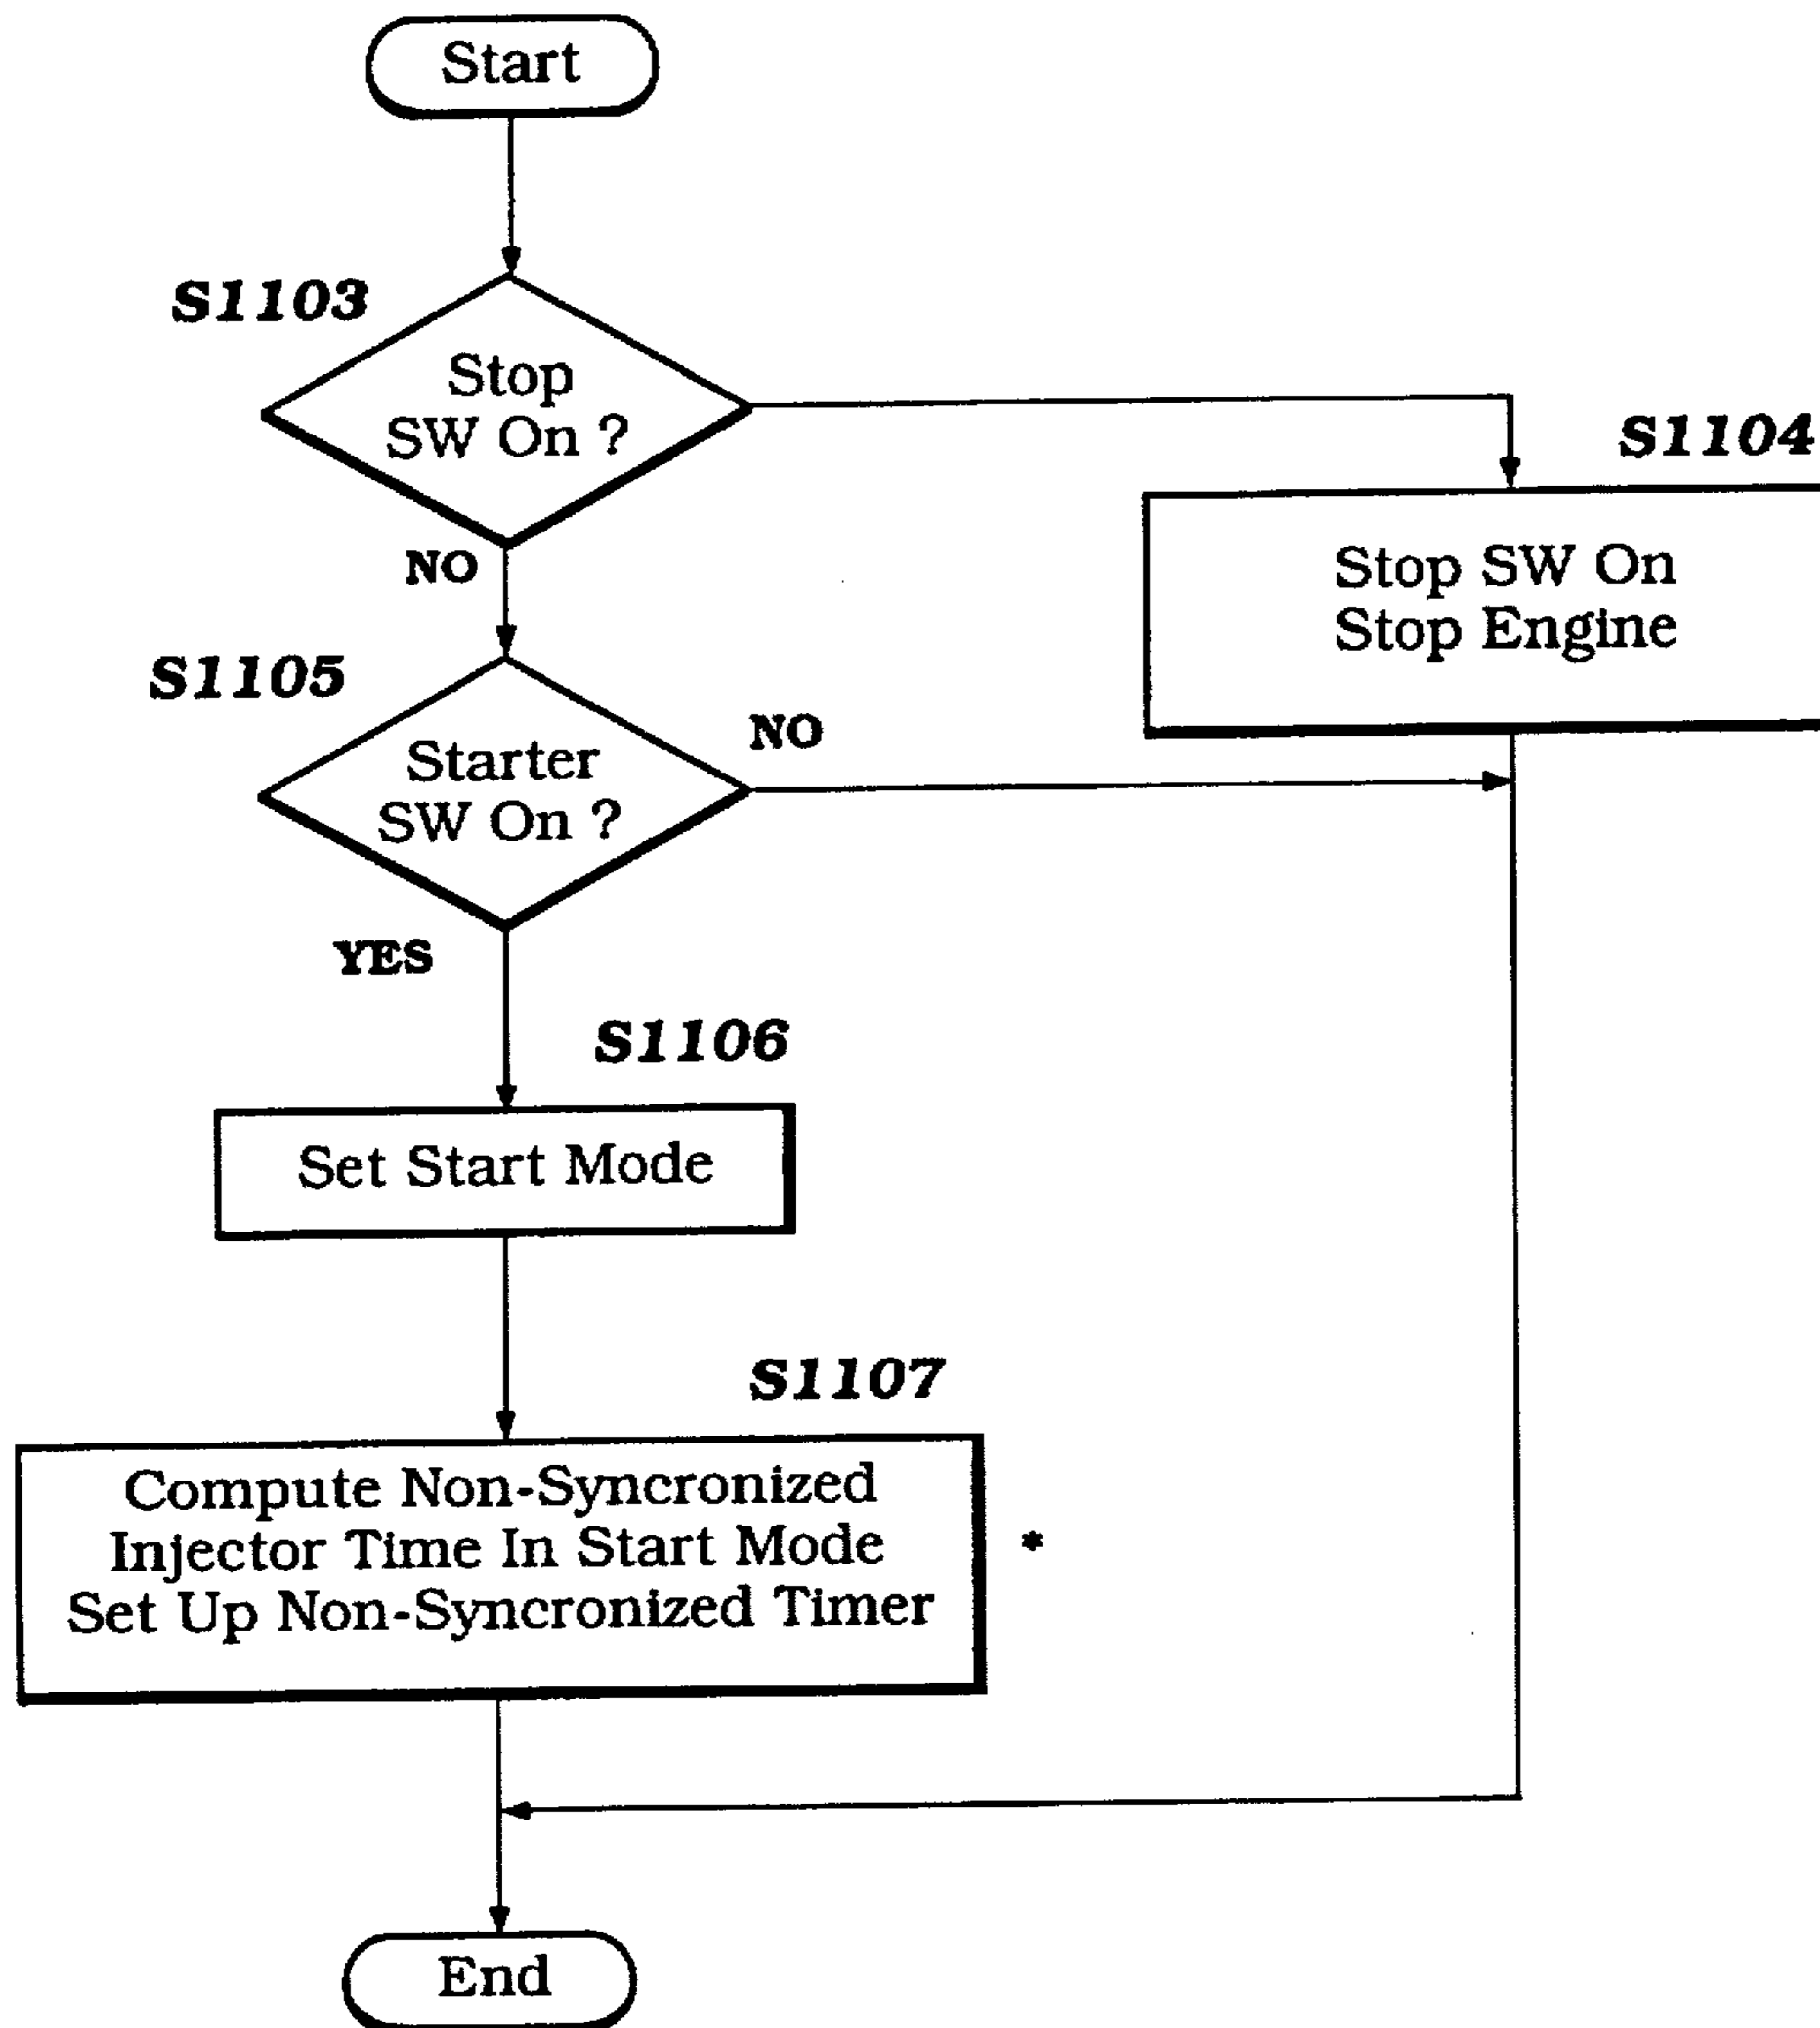 Start
S1103
Stop
SW On ?
S1104
Stop SW On
Stop Engine
NO
S1105
Starter
SW On ?
NO
YES
S1106
Set Start Mode
S1107
Compute Non-Syncronized
Injector Time In Start Mode
Set Up Non-Syncronized Timer
*
End